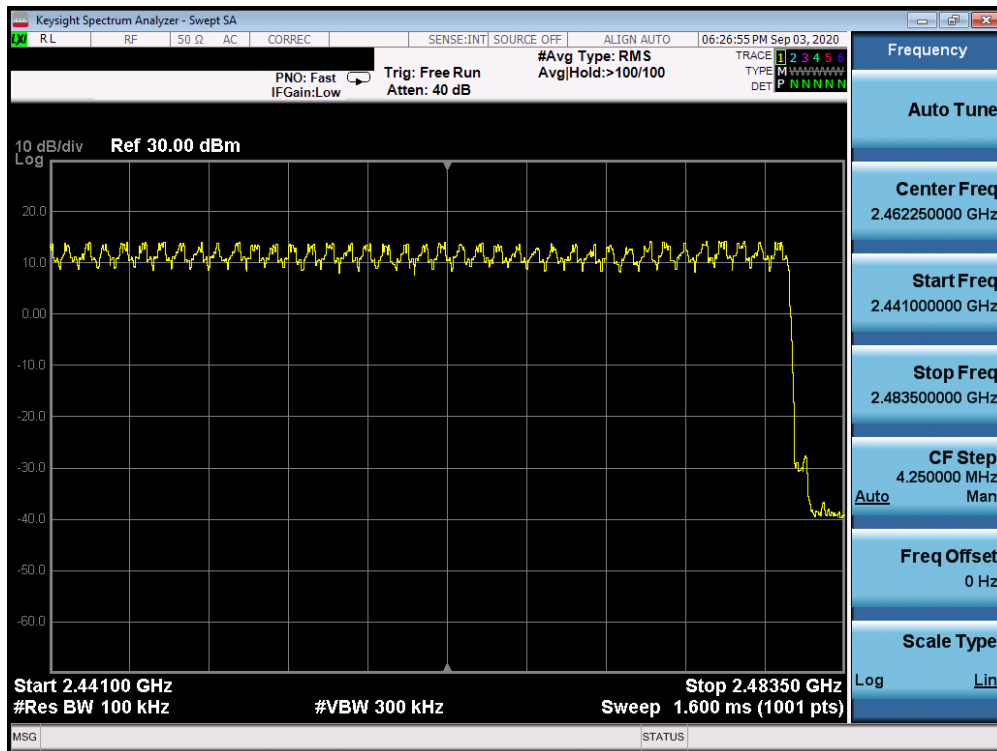 Keysight Spectrum Analyzer - Swept SA
LXI RL RF 50 Ω AC CORREC SENSE:INT SOURCE OFF ALIGN AUTO 06:26:55 PM Sep 03, 2020
#Avg Type: RMS TRACE 1 2 3 4 5 6
PNO: Fast Trig: Free Run Avg|Hold:>100/100 TYPE M WWWWW
IFGain:Low Atten: 40 dB DET P N N N N N
10 dB/div Ref 30.00 dBm
Log
20.0
10.0
0.00
-10.0
-20.0
-30.0
-40.0
-50.0
-60.0
Start 2.44100 GHz Stop 2.48350 GHz
#Res BW 100 kHz #VBW 300 kHz Sweep 1.600 ms (1001 pts)
MSG STATUS
Frequency
Auto Tune
Center Freq
2.462250000 GHz
Start Freq
2.441000000 GHz
Stop Freq
2.483500000 GHz
CF Step
4.250000 MHz
Auto Man
Freq Offset
0 Hz
Scale Type
Log Lin